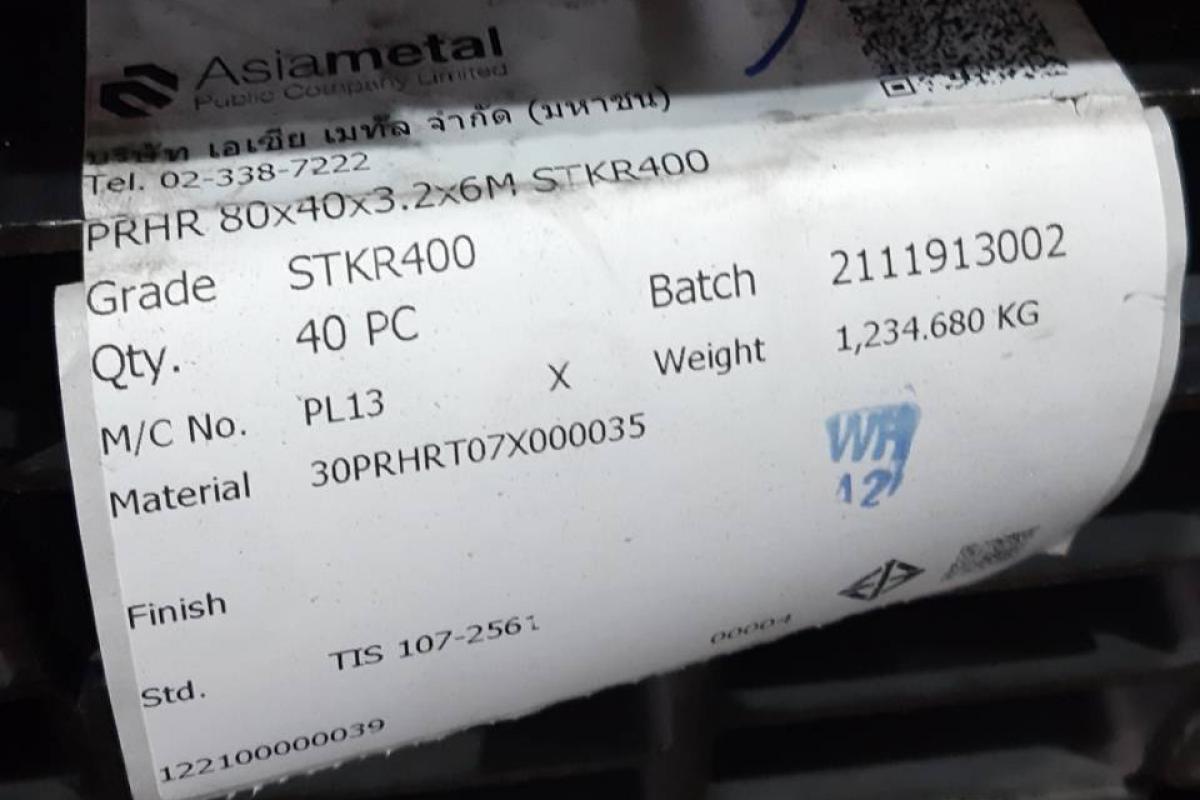 Asiametal
Public Company Limited
บริษัท เอเซีย เมทัล จำกัด (มหาชน)
Tel. 02-338-7222
PRHR 80x40x3.2x6M STKR400
Grade STKR400 Batch 2111913002
Qty. 40 PC Weight 1,234.680 KG
M/C No. PL13 X
Material 30PRHRT07X000035
WH
12
Finish
Std. TIS 107-2561 00004
122100000039